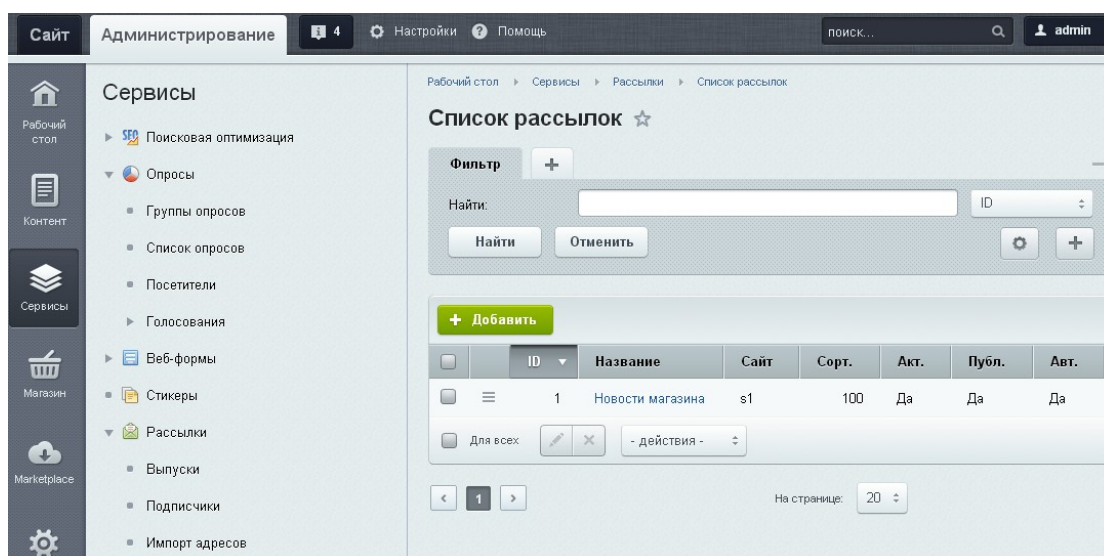 Сайт
Администрирование
4
Настройки
Помощь
поиск...
admin
Рабочий
стол
Контент
Сервисы
Магазин
Marketplace
Сервисы
SEO Поисковая оптимизация
Опросы
Группы опросов
Список опросов
Посетители
Голосования
Веб-формы
Стикеры
Рассылки
Выпуски
Подписчики
Импорт адресов
Рабочий стол Сервисы Рассылки Список рассылок
Список рассылок
Фильтр
Найти:
ID
Найти Отменить
Добавить
ID Название Сайт Сорт. Акт. Публ. Авт.
1 Новости магазина s1 100 Да Да Да
Для всех - действия -
1
На странице: 20